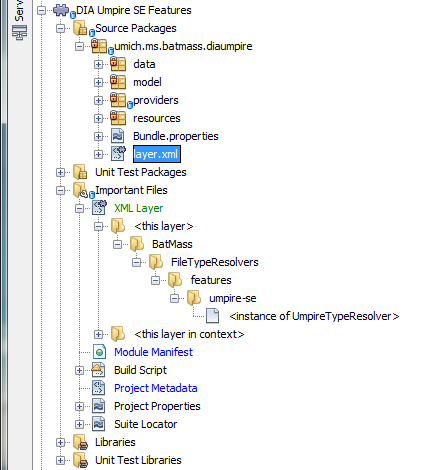 Serv
DIA Umpire SE Features
Source Packages
umich.ms.batmass.diaumpire
data
model
providers
resources
Bundle.properties
layer.xml
Unit Test Packages
Important Files
XML Layer
<this layer>
BatMass
FileTypeResolvers
features
umpire-se
<instance of UmpireTypeResolver>
<this layer in context>
Module Manifest
Build Script
Project Metadata
Project Properties
Suite Locator
Libraries
Unit Test Libraries